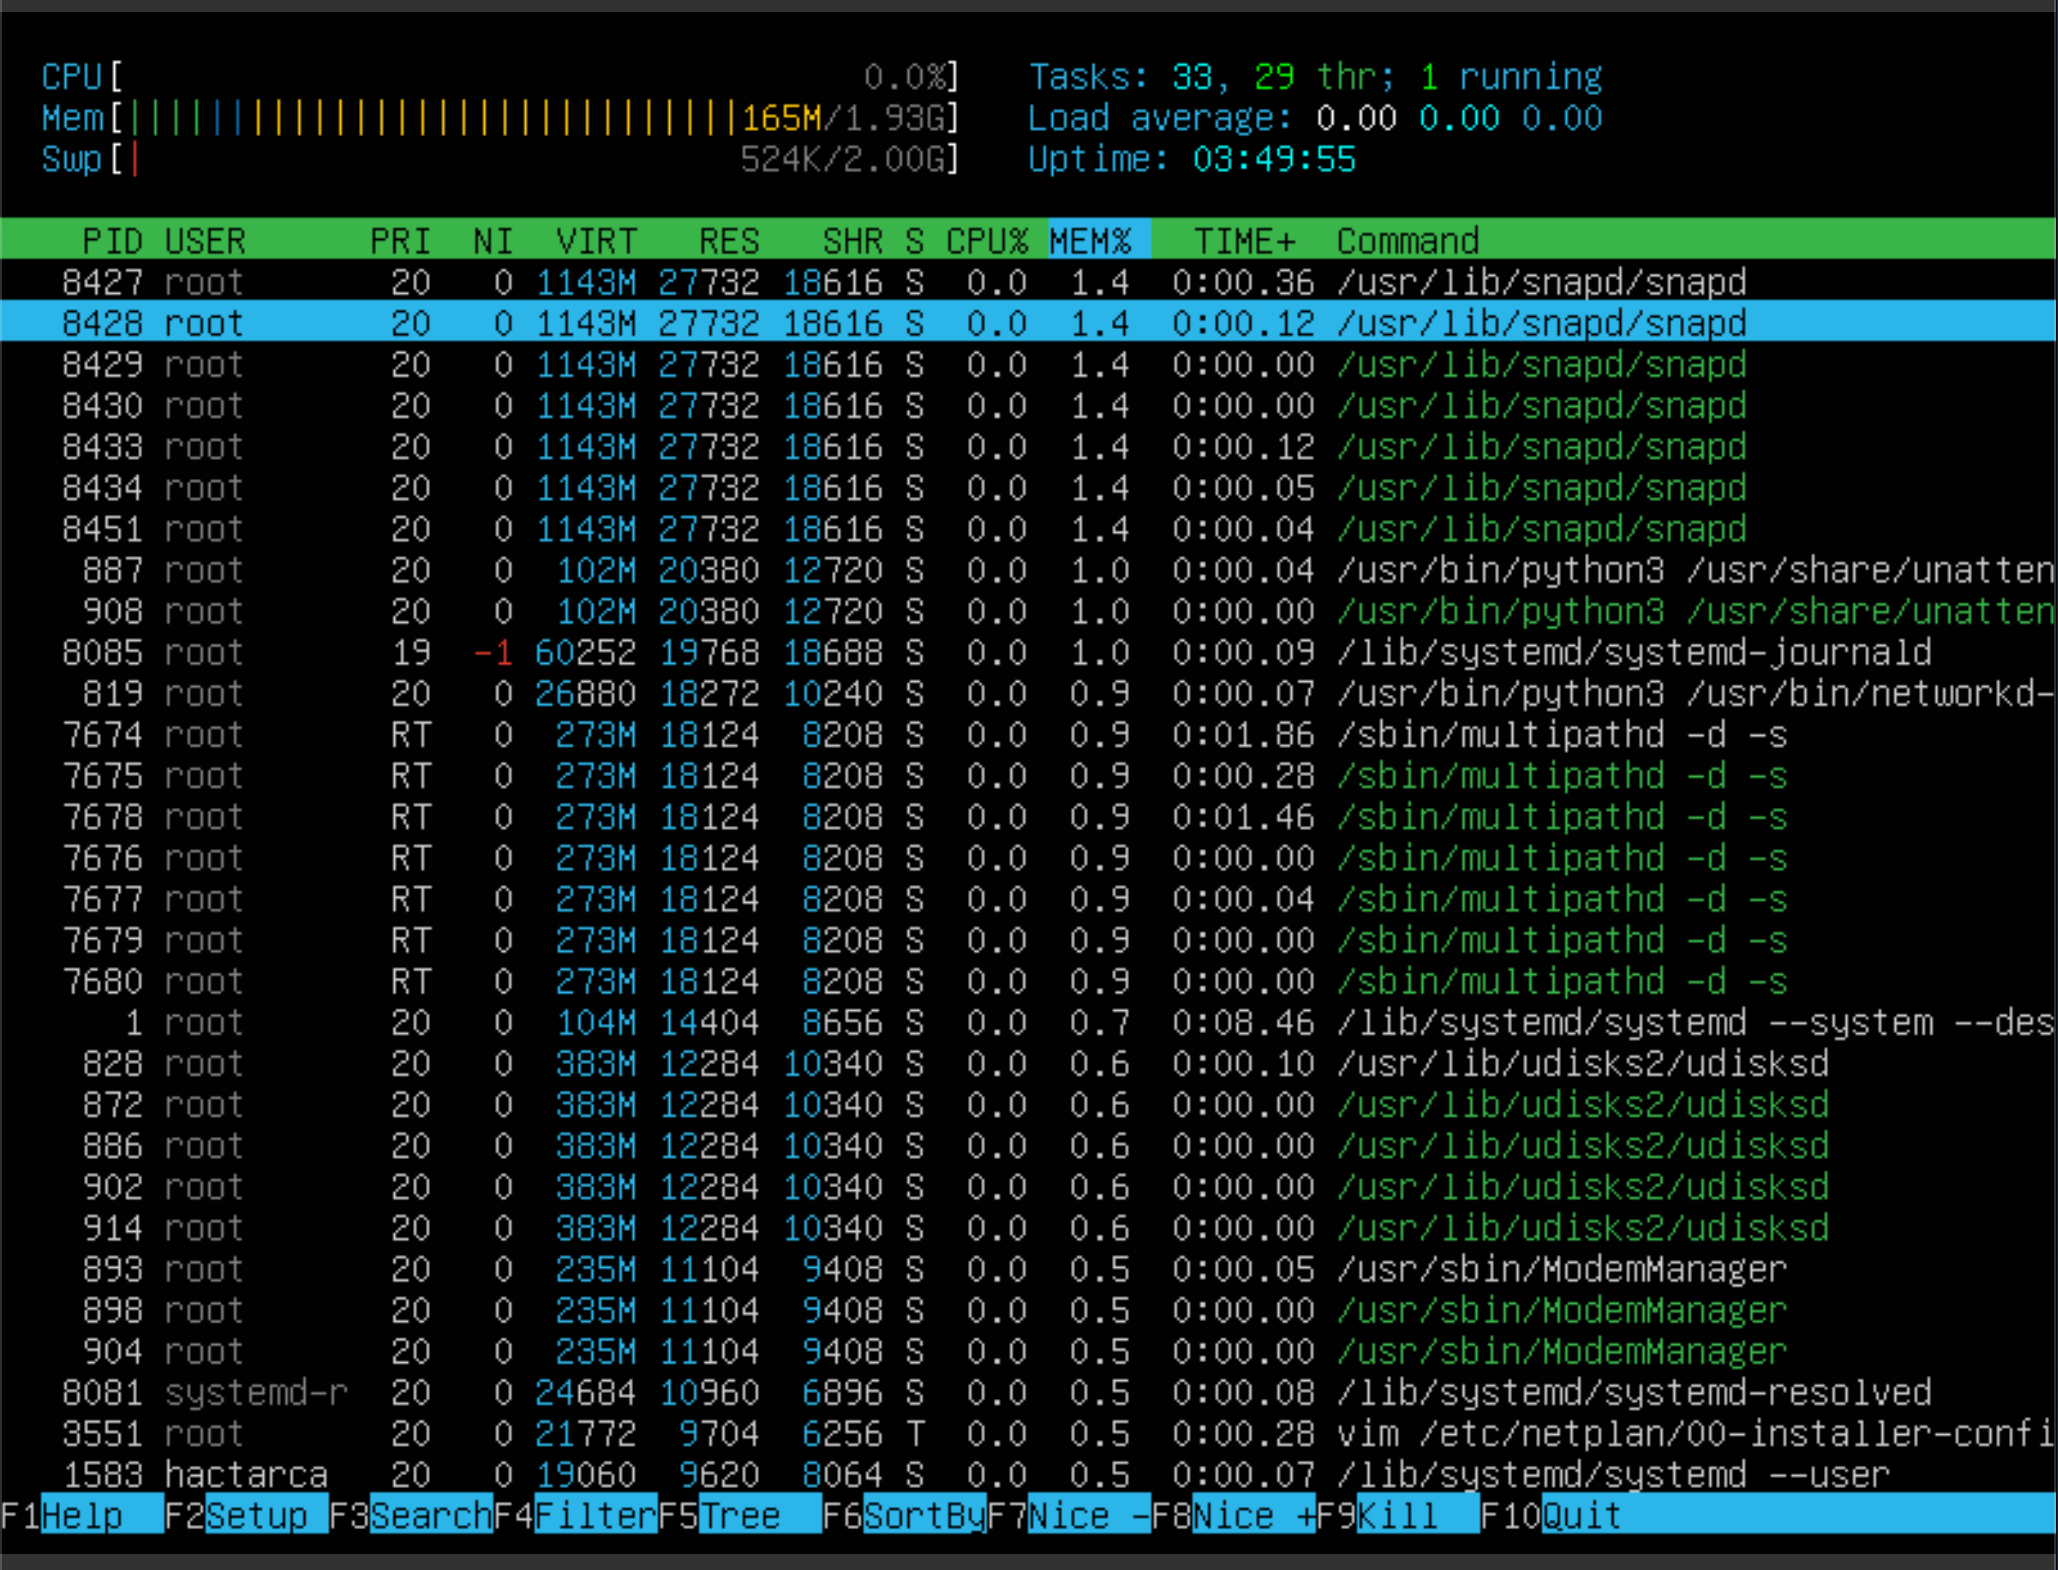 CPU[ 0.0%] Tasks: 33, 29 thr; 1 running
Mem[|||||||||||||||||||||||||||||165M/1.93G] Load average: 0.00 0.00 0.00
Swp[| 524K/2.00G] Uptime: 03:49:55
PID USER PRI NI VIRT RES SHR S CPU% MEM% TIME+ Command
8427 root 20 0 1143M 27732 18616 S 0.0 1.4 0:00.36 /usr/lib/snapd/snapd
8428 root 20 0 1143M 27732 18616 S 0.0 1.4 0:00.12 /usr/lib/snapd/snapd
8429 root 20 0 1143M 27732 18616 S 0.0 1.4 0:00.00 /usr/lib/snapd/snapd
8430 root 20 0 1143M 27732 18616 S 0.0 1.4 0:00.00 /usr/lib/snapd/snapd
8433 root 20 0 1143M 27732 18616 S 0.0 1.4 0:00.12 /usr/lib/snapd/snapd
8434 root 20 0 1143M 27732 18616 S 0.0 1.4 0:00.05 /usr/lib/snapd/snapd
8451 root 20 0 1143M 27732 18616 S 0.0 1.4 0:00.04 /usr/lib/snapd/snapd
887 root 20 0 102M 20380 12720 S 0.0 1.0 0:00.04 /usr/bin/python3 /usr/share/unatten
908 root 20 0 102M 20380 12720 S 0.0 1.0 0:00.00 /usr/bin/python3 /usr/share/unatten
8085 root 19 -1 60252 19768 18688 S 0.0 1.0 0:00.09 /lib/systemd/systemd-journald
819 root 20 0 26880 18272 10240 S 0.0 0.9 0:00.07 /usr/bin/python3 /usr/bin/networkd-
7674 root RT 0 273M 18124 8208 S 0.0 0.9 0:01.86 /sbin/multipathd -d -s
7675 root RT 0 273M 18124 8208 S 0.0 0.9 0:00.28 /sbin/multipathd -d -s
7678 root RT 0 273M 18124 8208 S 0.0 0.9 0:01.46 /sbin/multipathd -d -s
7676 root RT 0 273M 18124 8208 S 0.0 0.9 0:00.00 /sbin/multipathd -d -s
7677 root RT 0 273M 18124 8208 S 0.0 0.9 0:00.04 /sbin/multipathd -d -s
7679 root RT 0 273M 18124 8208 S 0.0 0.9 0:00.00 /sbin/multipathd -d -s
7680 root RT 0 273M 18124 8208 S 0.0 0.9 0:00.00 /sbin/multipathd -d -s
1 root 20 0 104M 14404 8656 S 0.0 0.7 0:08.46 /lib/systemd/systemd --system --des
828 root 20 0 383M 12284 10340 S 0.0 0.6 0:00.10 /usr/lib/udisks2/udisksd
872 root 20 0 383M 12284 10340 S 0.0 0.6 0:00.00 /usr/lib/udisks2/udisksd
886 root 20 0 383M 12284 10340 S 0.0 0.6 0:00.00 /usr/lib/udisks2/udisksd
902 root 20 0 383M 12284 10340 S 0.0 0.6 0:00.00 /usr/lib/udisks2/udisksd
914 root 20 0 383M 12284 10340 S 0.0 0.6 0:00.00 /usr/lib/udisks2/udisksd
893 root 20 0 235M 11104 9408 S 0.0 0.5 0:00.05 /usr/sbin/ModemManager
898 root 20 0 235M 11104 9408 S 0.0 0.5 0:00.00 /usr/sbin/ModemManager
904 root 20 0 235M 11104 9408 S 0.0 0.5 0:00.00 /usr/sbin/ModemManager
8081 systemd-r 20 0 24684 10960 6896 S 0.0 0.5 0:00.08 /lib/systemd/systemd-resolved
3551 root 20 0 21772 9704 6256 T 0.0 0.5 0:00.28 vim /etc/netplan/00-installer-confi
1583 hactarca 20 0 19060 9620 8064 S 0.0 0.5 0:00.07 /lib/systemd/systemd --user
F1Help F2Setup F3SearchF4FilterF5Tree F6SortByF7Nice -F8Nice +F9Kill F10Quit